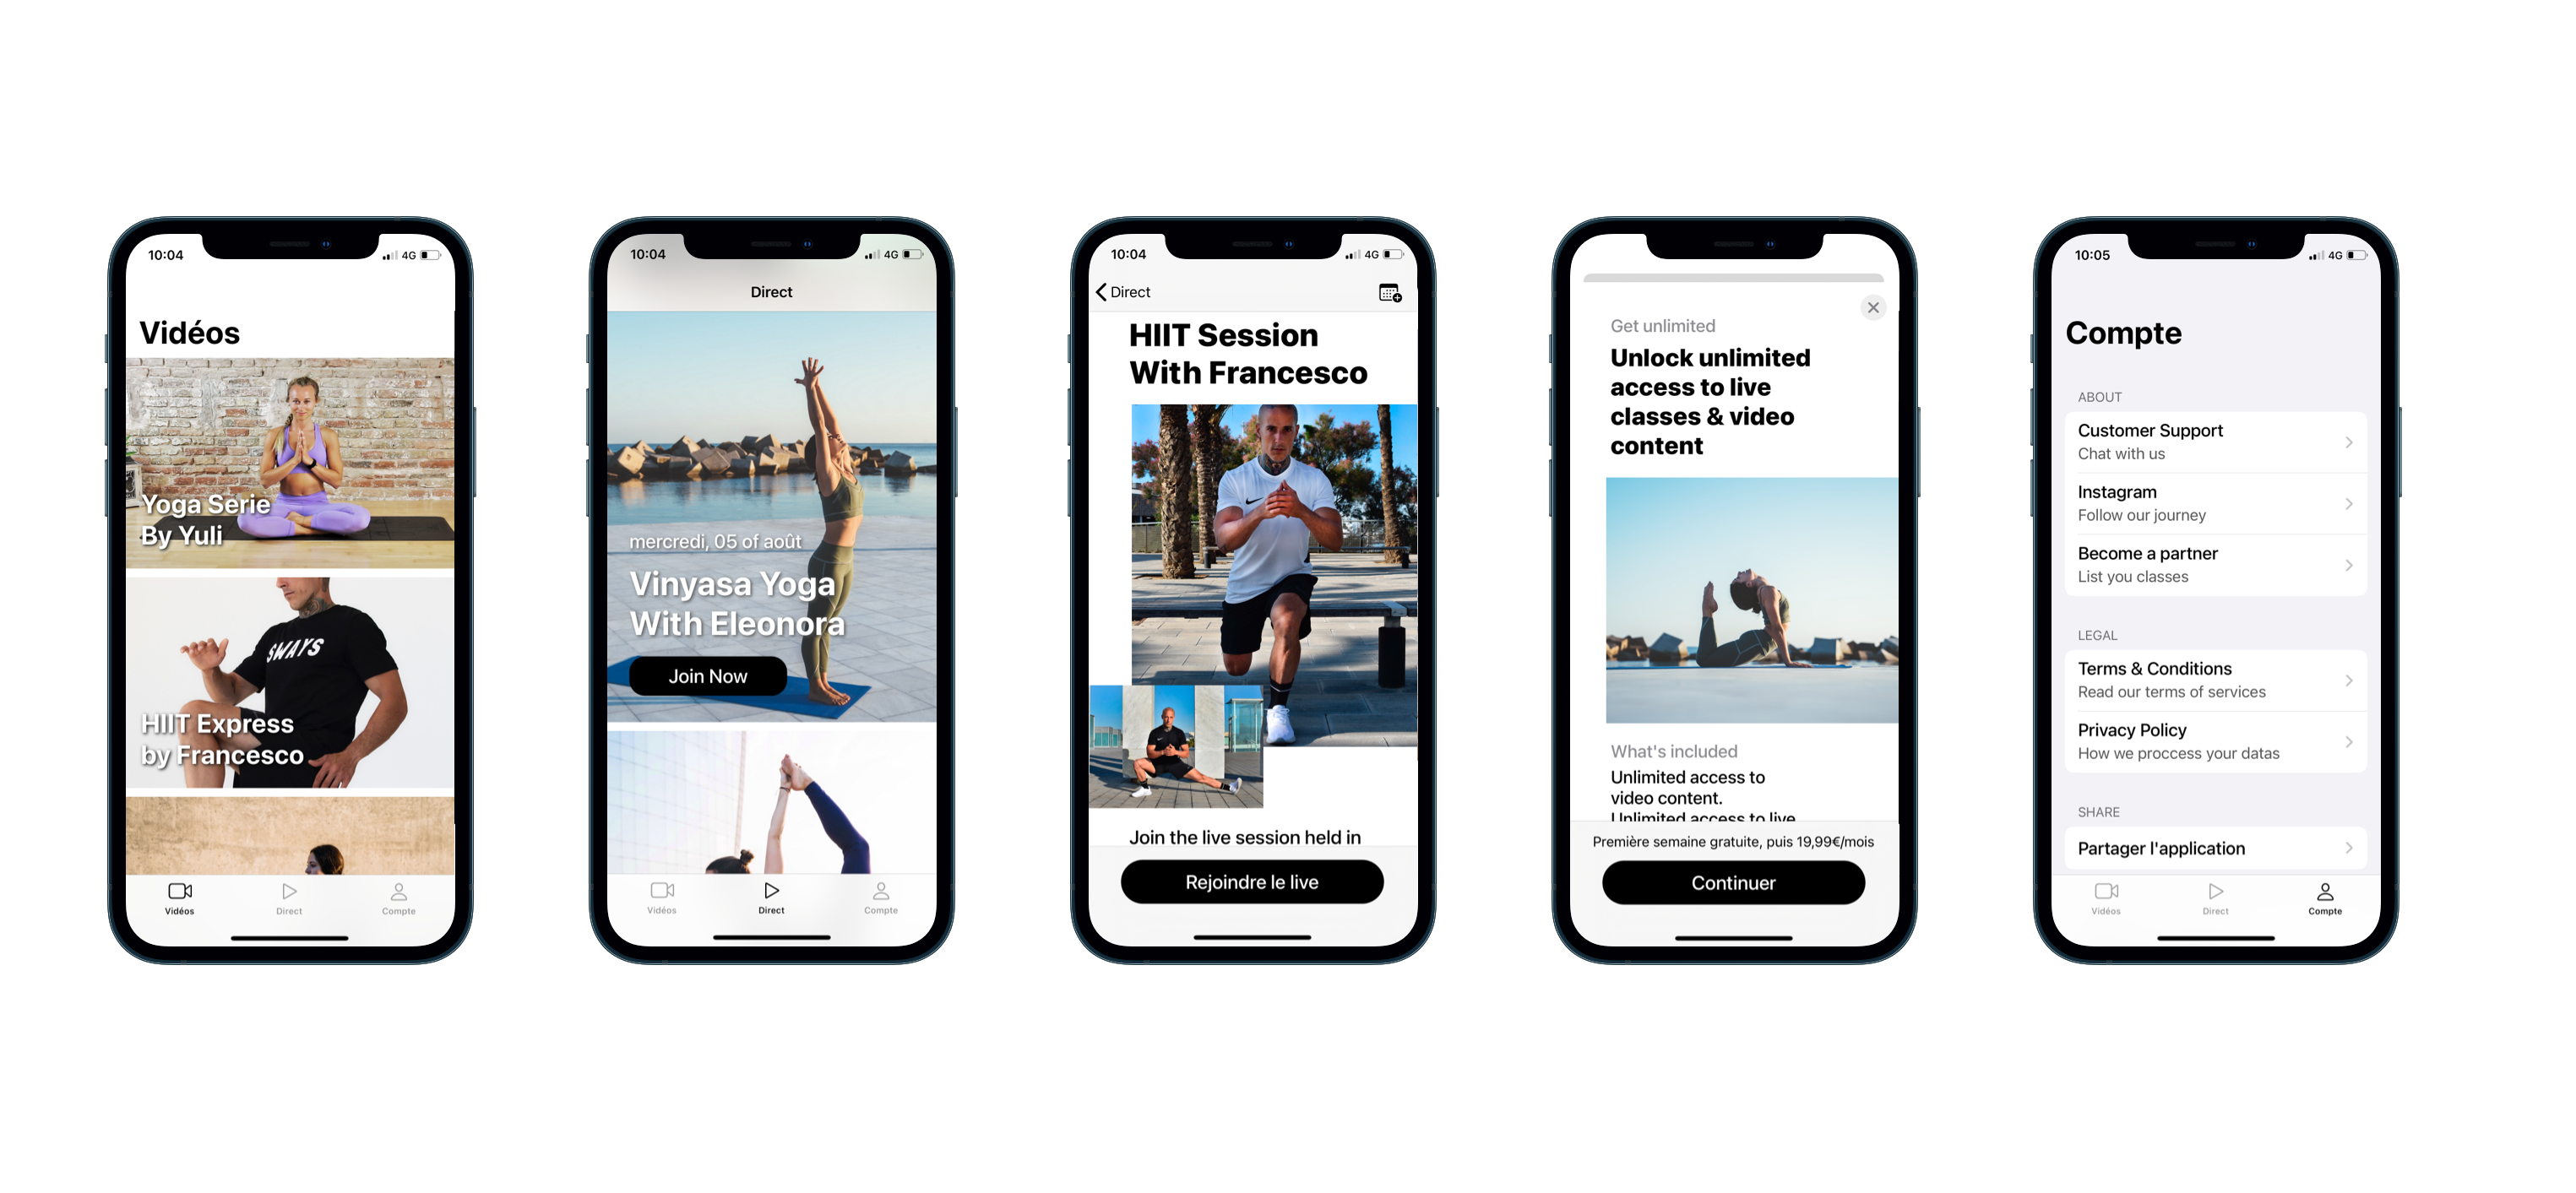 10:04
4G
Vidéos
Yoga Serie
By Yuli
SWAYS
HIIT Express
by Francesco
Vidéos
Direct
Compte
10:04
4G
Direct
mercredi, 05 of août
Vinyasa Yoga
With Eleonora
Join Now
Vidéos
Direct
Compte
10:04
4G
Direct
HIIT Session
With Francesco
Join the live session held in
Rejoindre le live
Get unlimited
Unlock unlimited
access to live
classes & video
content
What's included
Unlimited access to
video content.
Unlimited access to live
Première semaine gratuite, puis 19,99€/mois
Continuer
10:05
4G
Compte
ABOUT
Customer Support
Chat with us
Instagram
Follow our journey
Become a partner
List you classes
LEGAL
Terms & Conditions
Read our terms of services
Privacy Policy
How we proccess your datas
SHARE
Partager l'application
Vidéos
Direct
Compte